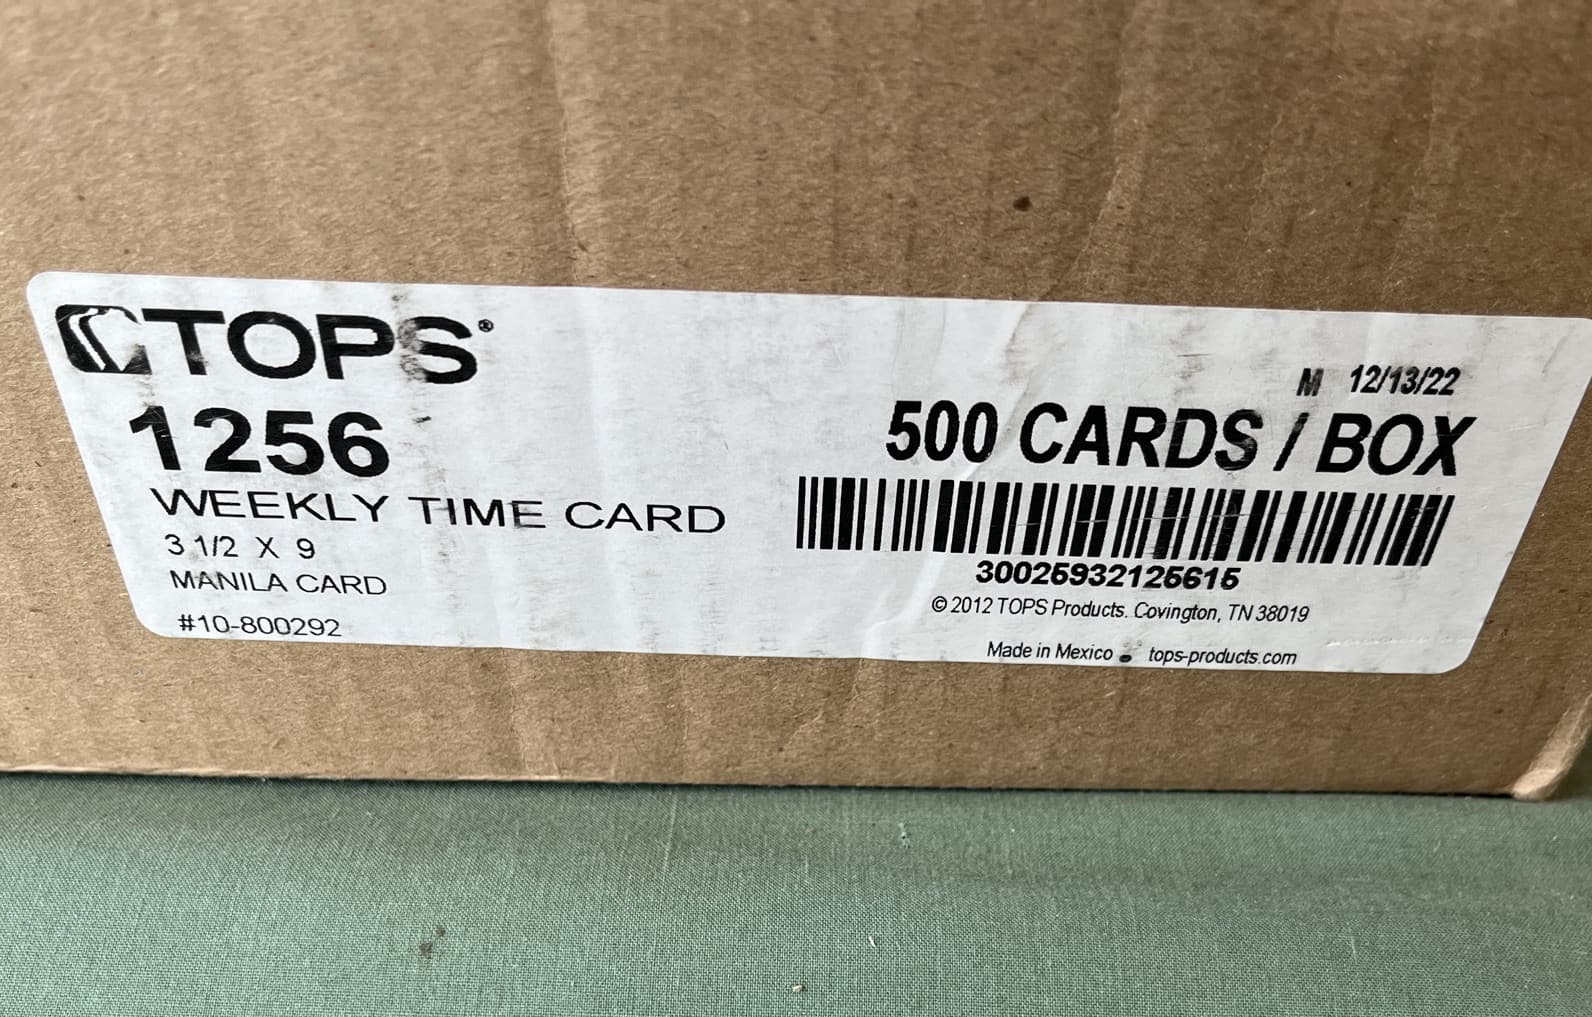 TOPS®
1256
WEEKLY TIME CARD
3 1/2 X 9
MANILA CARD
#10-800292
M 12/13/22
500 CARDS / BOX
30025932125615
© 2012 TOPS Products. Covington, TN 38019
Made in Mexico • tops-products.com